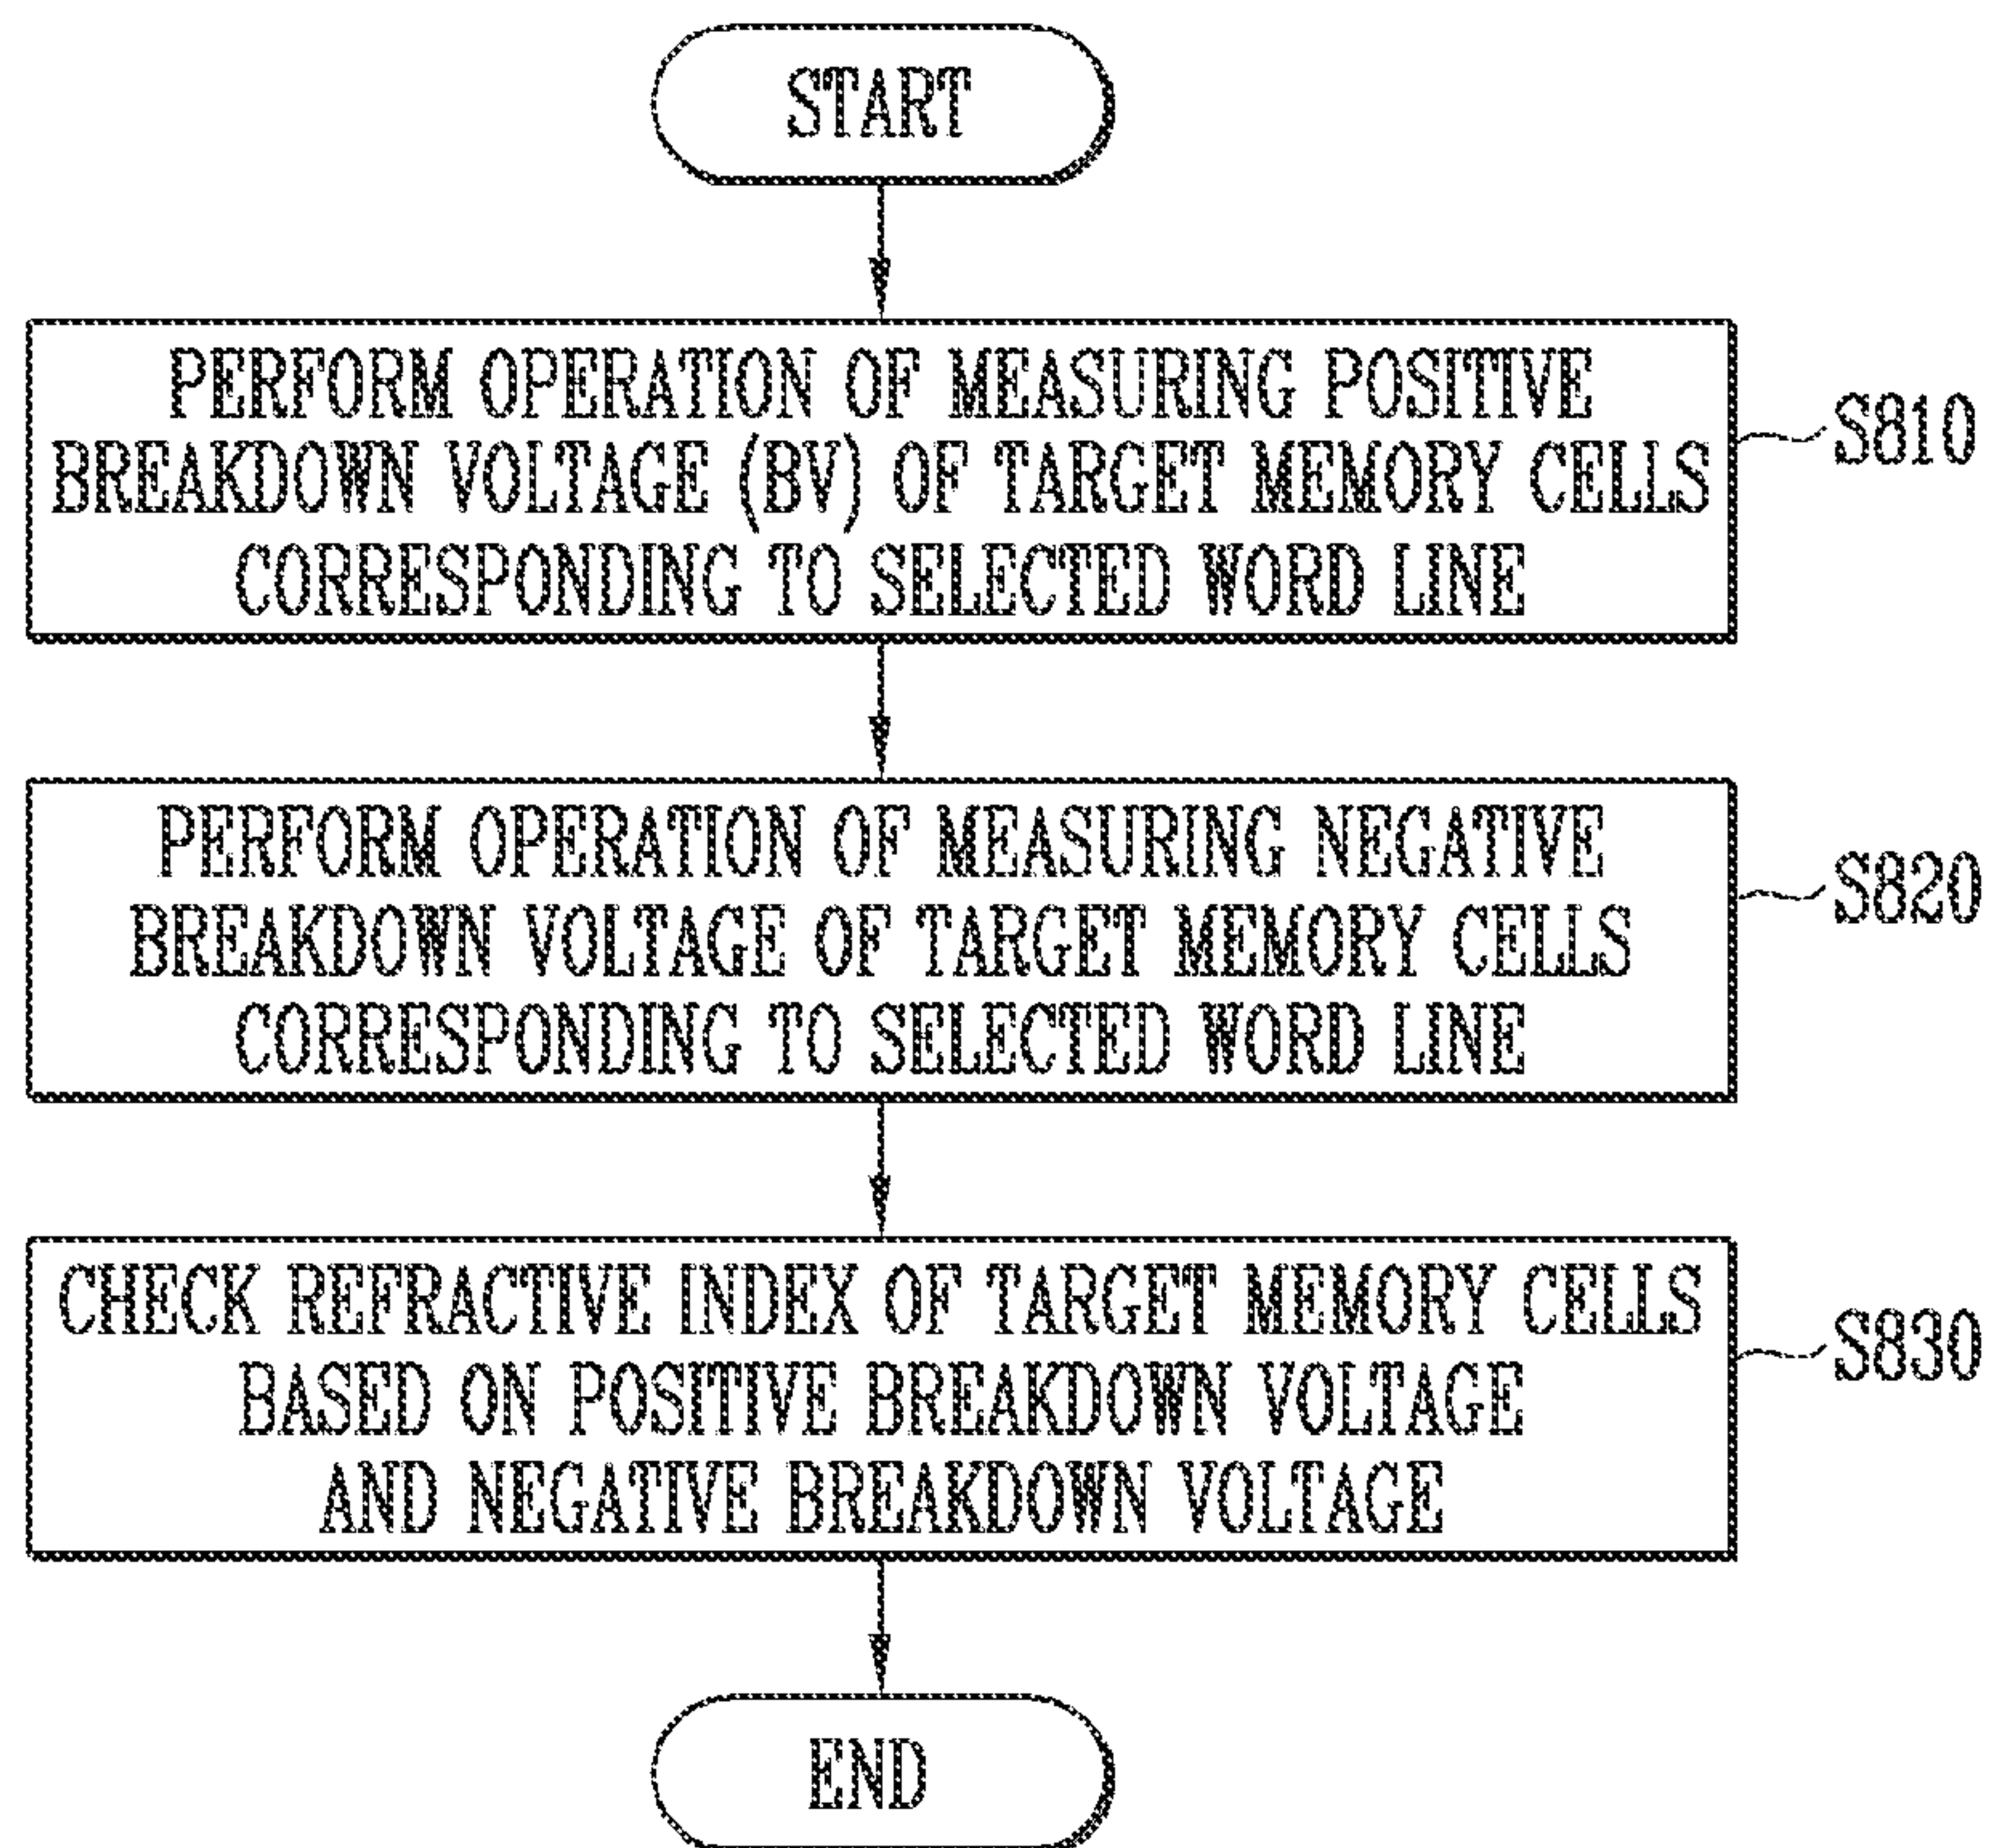 START
PERFORM OPERATION OF MEASURING POSITIVE
BREAKDOWN VOLTAGE (BV) OF TARGET MEMORY CELLS
CORRESPONDING TO SELECTED WORD LINE
S810
PERFORM OPERATION OF MEASURING NEGATIVE
BREAKDOWN VOLTAGE OF TARGET MEMORY CELLS
CORRESPONDING TO SELECTED WORD LINE
S820
CHECK REFRACTIVE INDEX OF TARGET MEMORY CELLS
BASED ON POSITIVE BREAKDOWN VOLTAGE
AND NEGATIVE BREAKDOWN VOLTAGE
S830
END